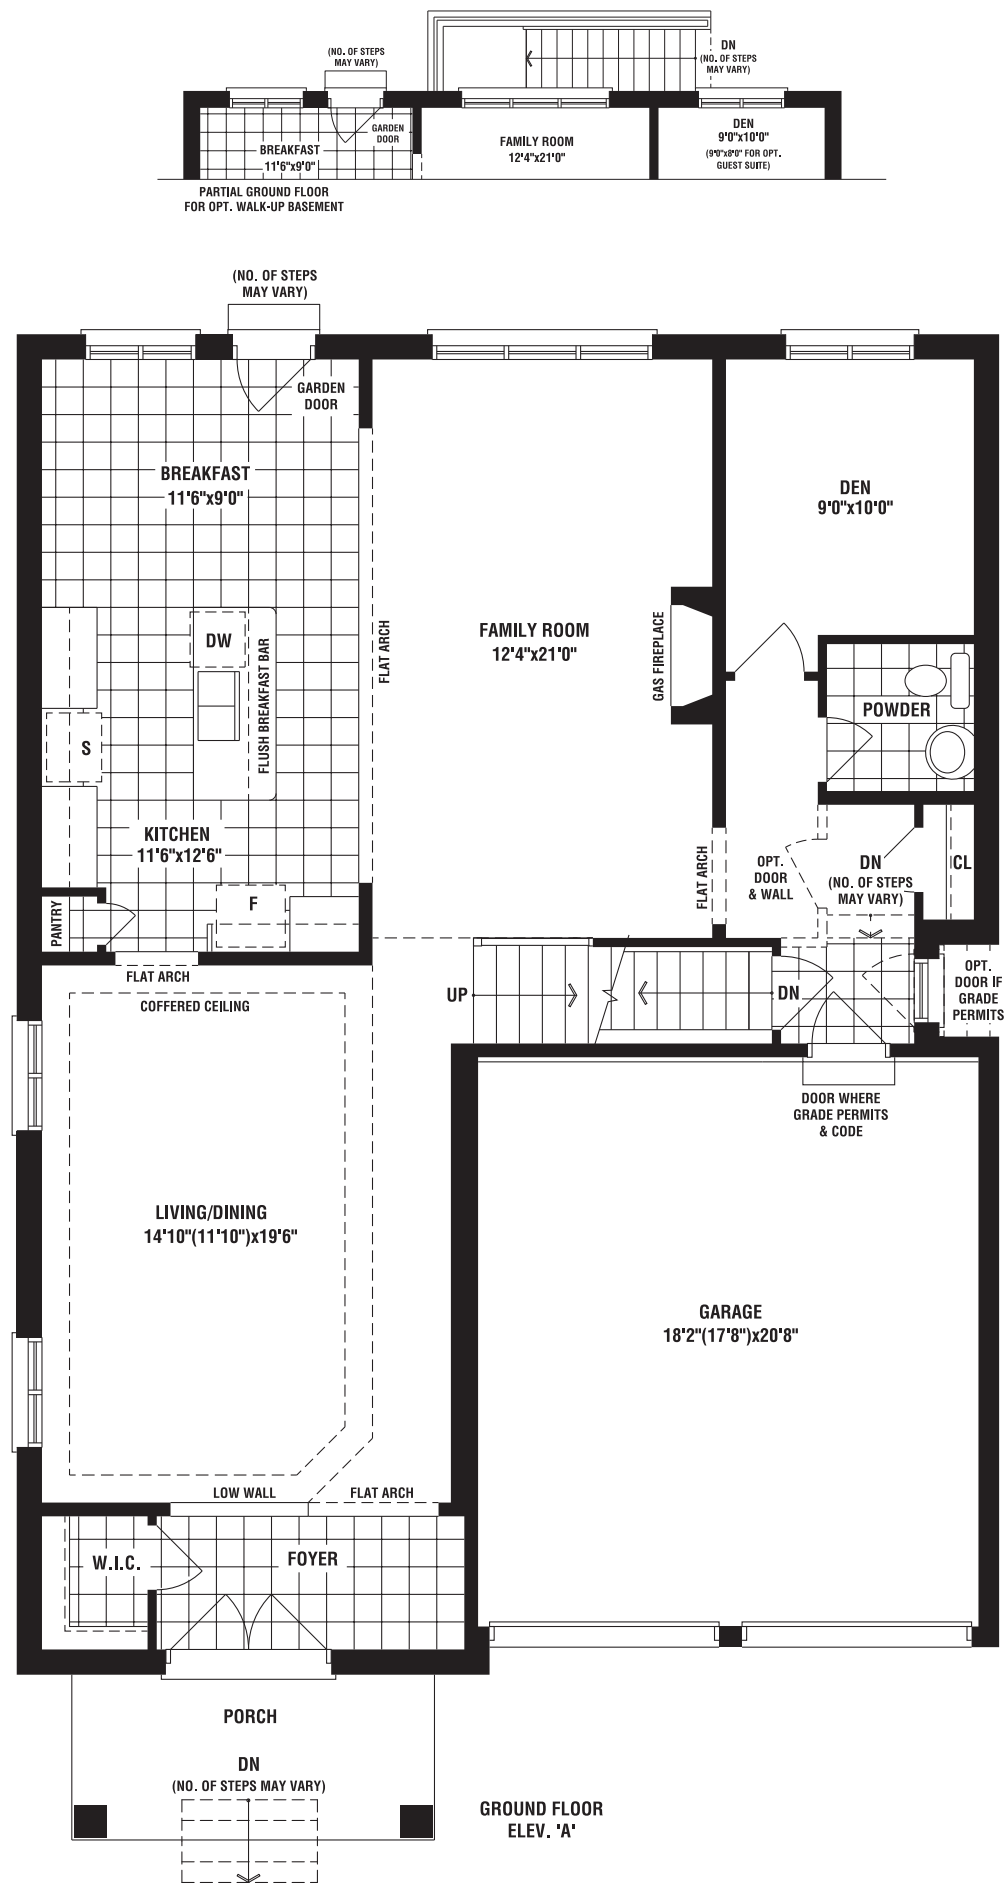 DN
(NO. OF STEPS
MAY VARY)
(NO. OF STEPS
MAY VARY)
GARDEN
DOOR
BREAKFAST
11'6"x9'0"
FAMILY ROOM
12'4"x21'0"
DEN
9'0"x10'0"
(9'0"x8'0" FOR OPT.
GUEST SUITE)
PARTIAL GROUND FLOOR
FOR OPT. WALK-UP BASEMENT
(NO. OF STEPS
MAY VARY)
GARDEN
DOOR
BREAKFAST
11'6"x9'0"
DEN
9'0"x10'0"
DW
FLUSH BREAKFAST BAR
FLAT ARCH
FAMILY ROOM
12'4"x21'0"
GAS FIREPLACE
POWDER
S
KITCHEN
11'6"x12'6"
FLAT ARCH
OPT.
DOOR
& WALL
DN
(NO. OF STEPS
MAY VARY)
CL
PANTRY
F
FLAT ARCH
COFFERED CEILING
UP
DN
OPT.
DOOR IF
GRADE
PERMITS
DOOR WHERE
GRADE PERMITS
& CODE
LIVING/DINING
14'10"(11'10")x19'6"
GARAGE
18'2"(17'8")x20'8"
LOW WALL
FLAT ARCH
W.I.C.
FOYER
PORCH
DN
(NO. OF STEPS MAY VARY)
GROUND FLOOR
ELEV. 'A'